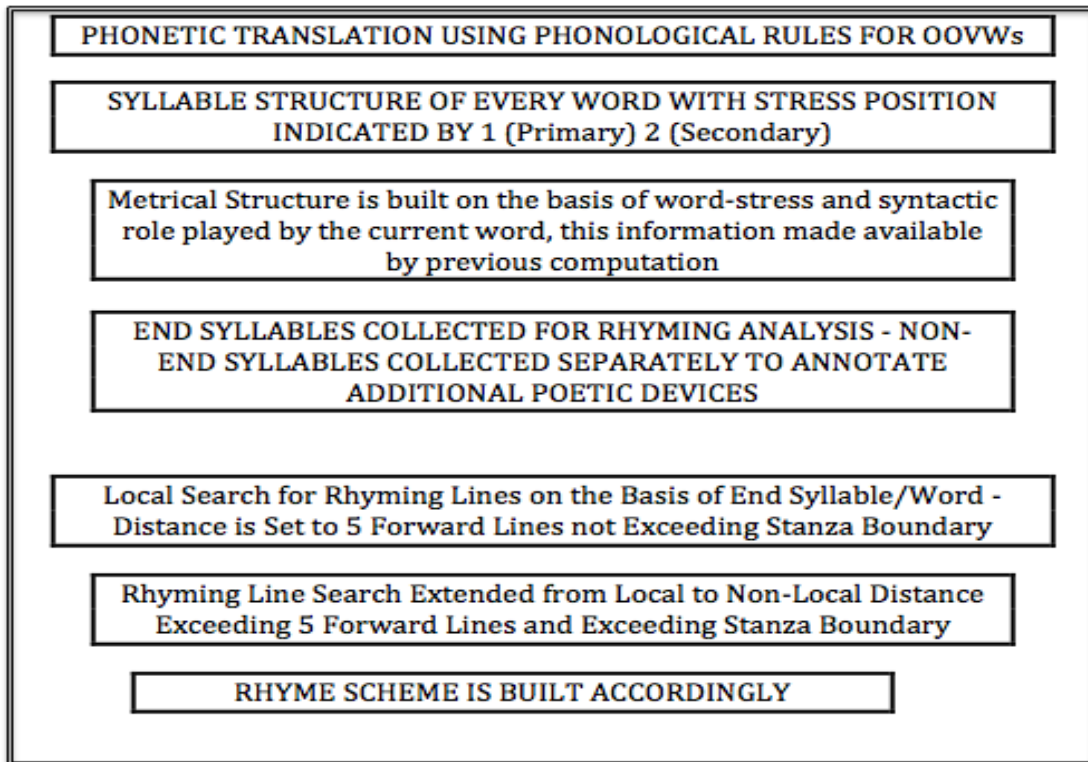 PHONETIC TRANSLATION USING PHONOLOGICAL RULES FOR OOVWs
SYLLABLE STRUCTURE OF EVERY WORD WITH STRESS POSITION
INDICATED BY 1 (Primary) 2 (Secondary)
Metrical Structure is built on the basis of word-stress and syntactic
role played by the current word, this information made available
by previous computation
END SYLLABLES COLLECTED FOR RHYMING ANALYSIS - NON-
END SYLLABLES COLLECTED SEPARATELY TO ANNOTATE
ADDITIONAL POETIC DEVICES
Local Search for Rhyming Lines on the Basis of End Syllable/Word -
Distance is Set to 5 Forward Lines not Exceeding Stanza Boundary
Rhyming Line Search Extended from Local to Non-Local Distance
Exceeding 5 Forward Lines and Exceeding Stanza Boundary
RHYME SCHEME IS BUILT ACCORDINGLY